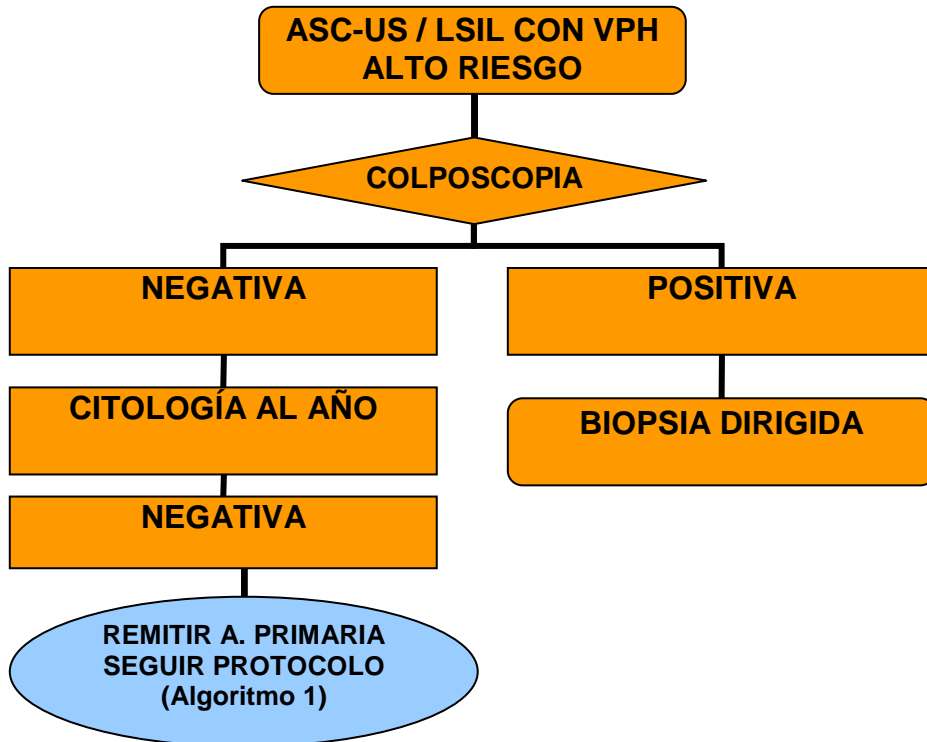 ASC-US / LSIL CON VPH
ALTO RIESGO
COLPOSCOPIA
NEGATIVA
POSITIVA
CITOLOGÍA AL AÑO
BIOPSIA DIRIGIDA
NEGATIVA
REMITIR A. PRIMARIA
SEGUIR PROTOCOLO
(Algoritmo 1)